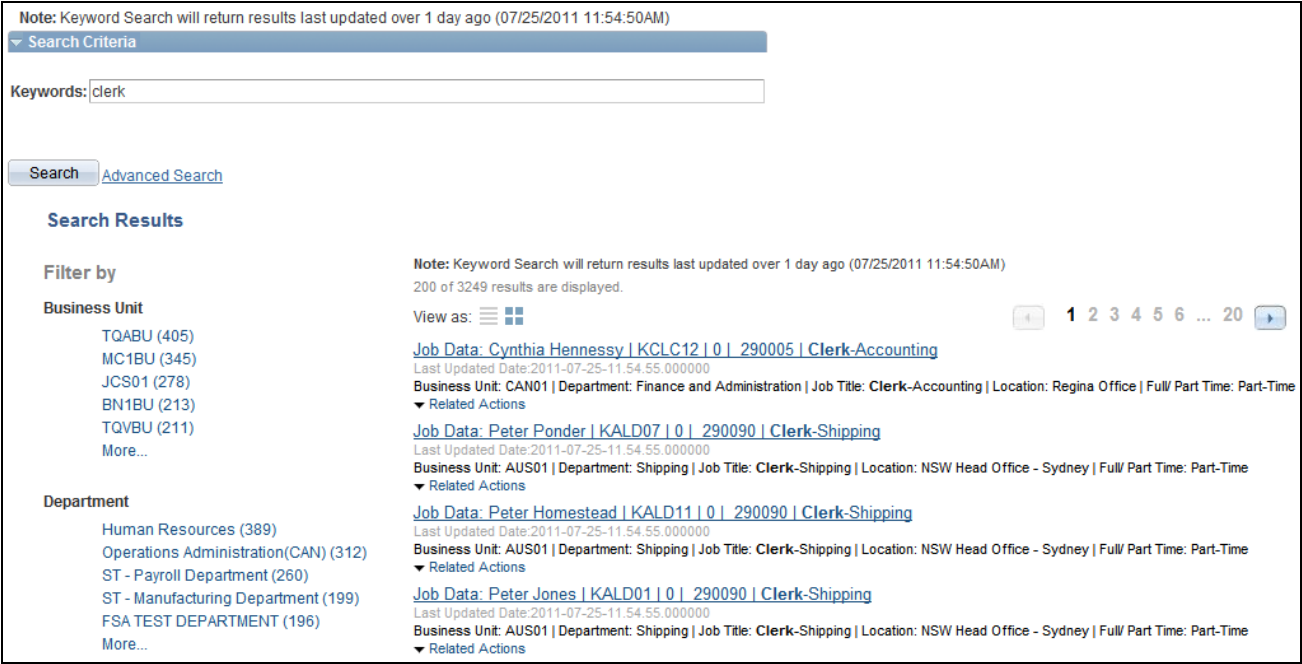 Note: Keyword Search will return results last updated over 1 day ago (07/25/2011 11:54:50AM)
Search Criteria
Keywords: clerk
Search Advanced Search
Search Results
Filter by
Business Unit
TQABU (405)
MC1BU (345)
JCS01 (278)
BN1BU (213)
TQVBU (211)
More...
Department
Human Resources (389)
Operations Administration(CAN) (312)
ST - Payroll Department (260)
ST - Manufacturing Department (199)
FSA TEST DEPARTMENT (196)
More...
Note: Keyword Search will return results last updated over 1 day ago (07/25/2011 11:54:50AM)
200 of 3249 results are displayed.
View as: 1 2 3 4 5 6 ... 20
Job Data: Cynthia Hennessy | KCLC12 | 0 | 290005 | Clerk-Accounting
Last Updated Date:2011-07-25-11.54.55.000000
Business Unit: CAN01 | Department: Finance and Administration | Job Title: Clerk-Accounting | Location: Regina Office | Full/ Part Time: Part-Time
Related Actions
Job Data: Peter Ponder | KALD07 | 0 | 290090 | Clerk-Shipping
Last Updated Date:2011-07-25-11.54.55.000000
Business Unit: AUS01 | Department: Shipping | Job Title: Clerk-Shipping | Location: NSW Head Office - Sydney | Full/ Part Time: Part-Time
Related Actions
Job Data: Peter Homestead | KALD11 | 0 | 290090 | Clerk-Shipping
Last Updated Date:2011-07-25-11.54.55.000000
Business Unit: AUS01 | Department: Shipping | Job Title: Clerk-Shipping | Location: NSW Head Office - Sydney | Full/ Part Time: Part-Time
Related Actions
Job Data: Peter Jones | KALD01 | 0 | 290090 | Clerk-Shipping
Last Updated Date:2011-07-25-11.54.55.000000
Business Unit: AUS01 | Department: Shipping | Job Title: Clerk-Shipping | Location: NSW Head Office - Sydney | Full/ Part Time: Part-Time
Related Actions